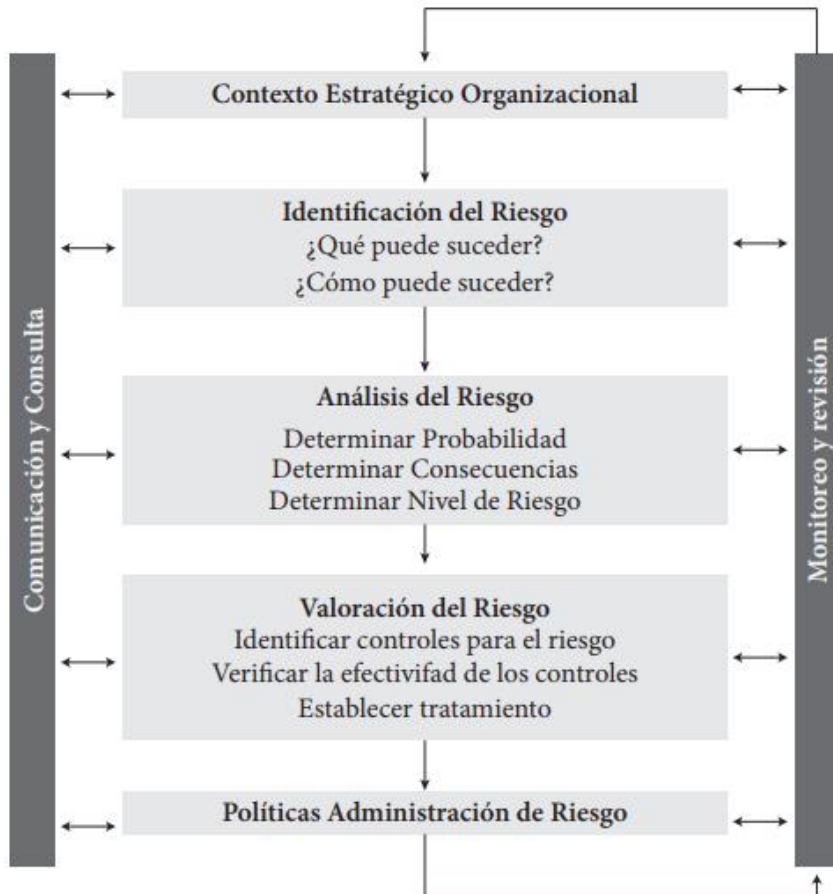 Contexto Estratégico Organizacional
Identificación del Riesgo
¿Qué puede suceder?
¿Cómo puede suceder?
Análisis del Riesgo
Determinar Probabilidad
Determinar Consecuencias
Determinar Nivel de Riesgo
Valoración del Riesgo
Identificar controles para el riesgo
Verificar la efectivifad de los controles
Establecer tratamiento
Políticas Administración de Riesgo
Comunicación y Consulta
Monitoreo y revisión